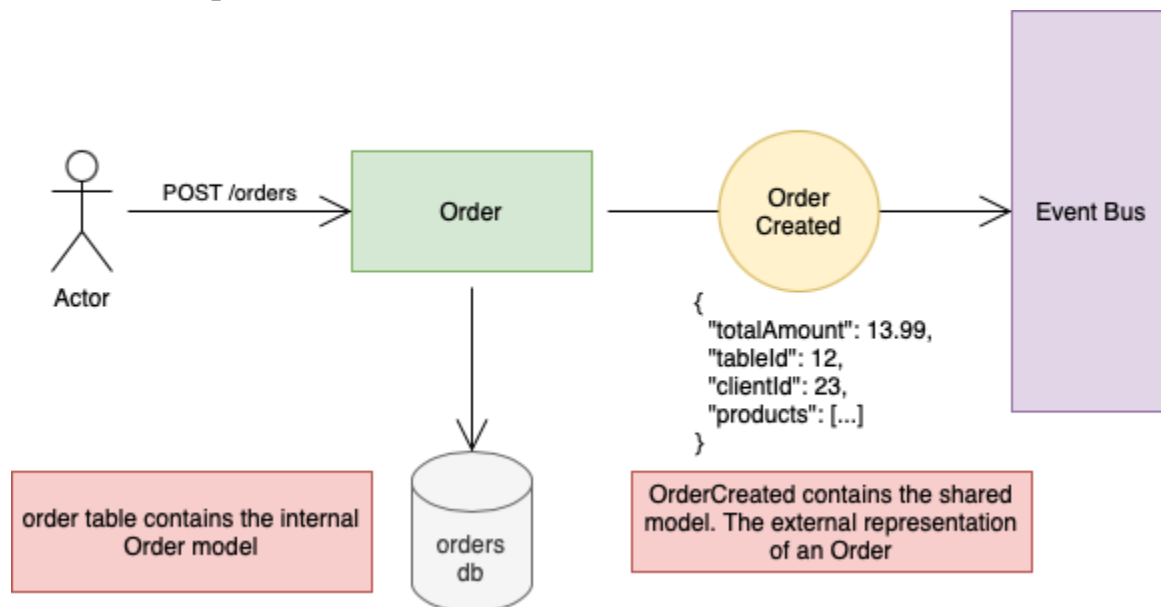 POST /orders
Order
Order
Created
Event Bus
Actor
{
"totalAmount": 13.99,
"tableId": 12,
"clientId": 23,
"products": [...]
}
order table contains the internal
Order model
orders
db
OrderCreated contains the shared
model. The external representation
of an Order